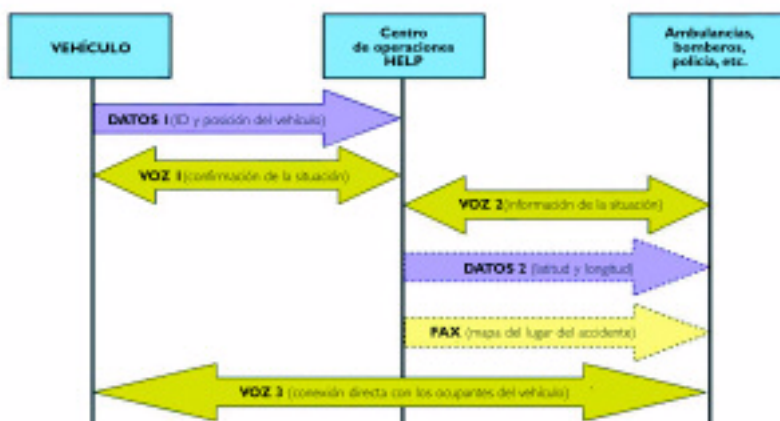 VEHÍCULO
Centro
de operaciones
HELP
Ambulancias,
bomberos,
policía, etc.
DATOS 1 (ID y posición del vehículo)
VOZ 1 (confirmación de la situación)
VOZ 2 (información de la situación)
DATOS 2 (latitud y longitud)
FAX (mapa del lugar del accidente)
VOZ 3 (conexión directa con los ocupantes del vehículo)